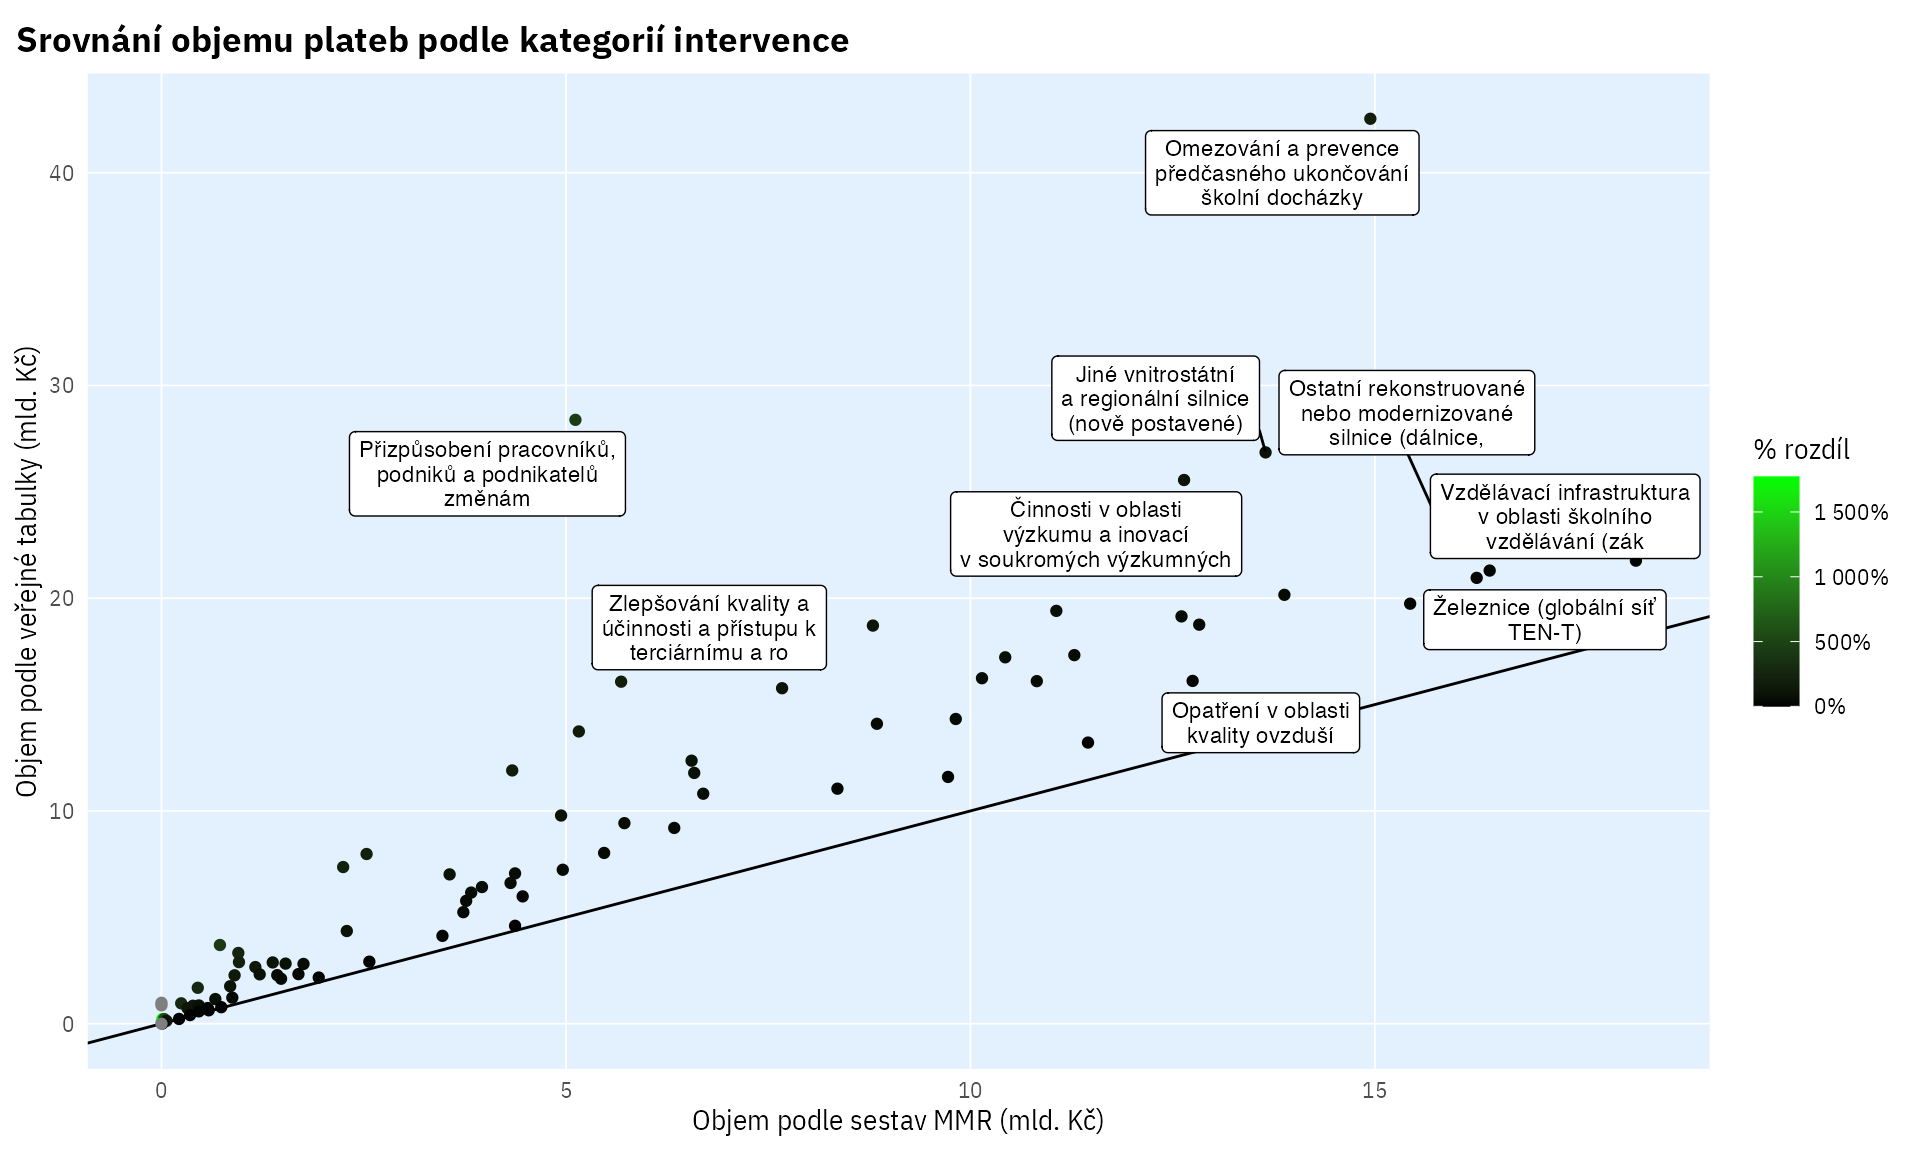 Srovnání objemu plateb podle kategorií intervence
Objem podle veřejné tabulky (mld. Kč)
40
30
20
10
0
Omezování a prevence
předčasného ukončování
školní docházky
Jiné vnitrostátní
a regionální silnice
(nově postavené)
Ostatní rekonstruované
nebo modernizované
silnice (dálnice,
Přizpůsobení pracovníků,
podniků a podnikatelů
změnám
Vzdělávací infrastruktura
v oblasti školního
vzdělávání (zák
Činnosti v oblasti
výzkumu a inovací
v soukromých výzkumných
Zlepšování kvality a
účinnosti a přístupu k
terciárnímu a ro
Železnice (globální síť
TEN-T)
Opatření v oblasti
kvality ovzduší
% rozdíl
1 500%
1 000%
500%
0%
0
5
10
15
Objem podle sestav MMR (mld. Kč)